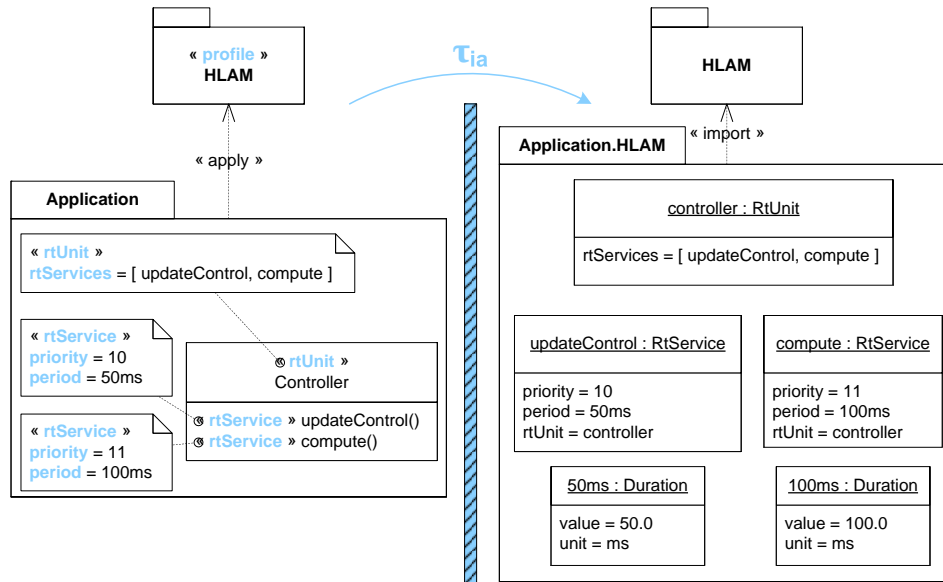 « profile »
HLAM
« apply »
Application
« rtUnit »
rtServices = [ updateControl, compute ]
« rtService »
priority = 10
period = 50ms
« rtService »
priority = 11
period = 100ms
« rtUnit »
Controller
« rtService » updateControl()
« rtService » compute()
τia
HLAM
« import »
Application.HLAM
controller : RtUnit
rtServices = [ updateControl, compute ]
updateControl : RtService
priority = 10
period = 50ms
rtUnit = controller
compute : RtService
priority = 11
period = 100ms
rtUnit = controller
50ms : Duration
value = 50.0
unit = ms
100ms : Duration
value = 100.0
unit = ms